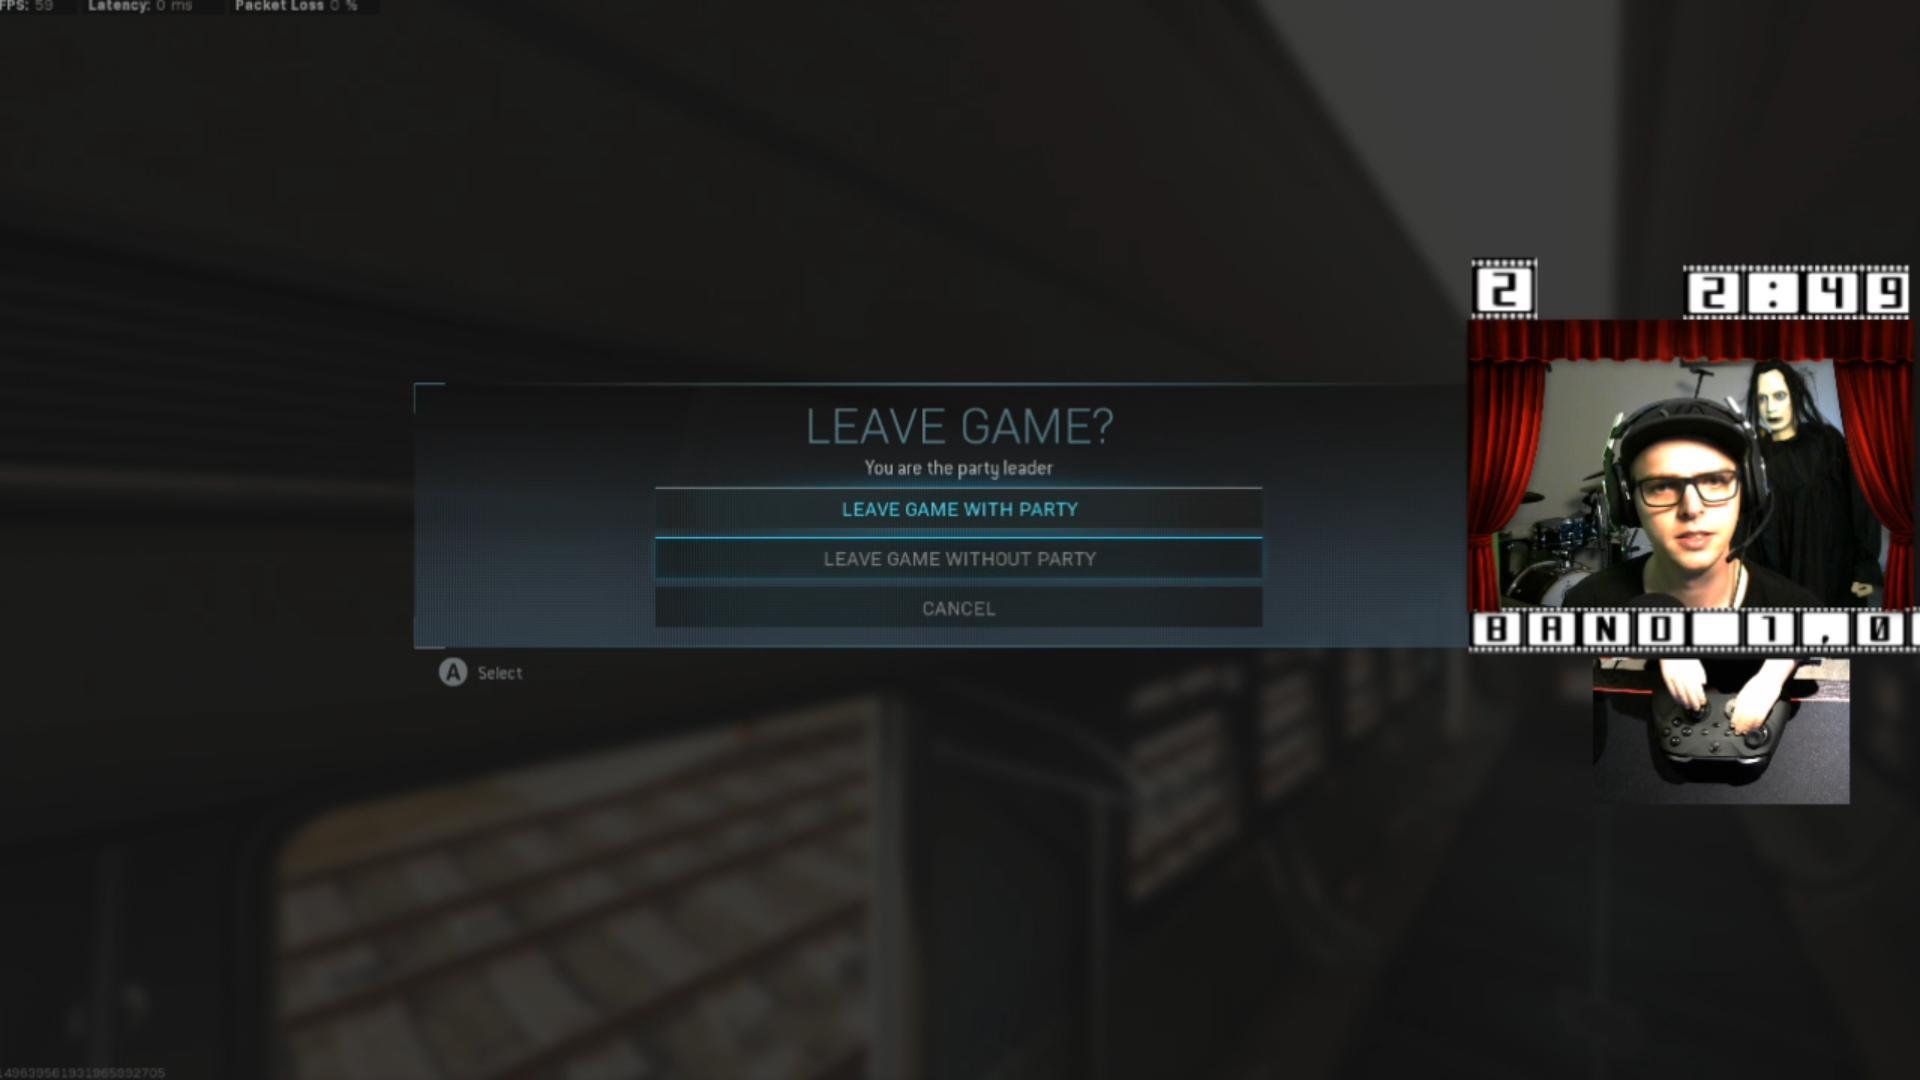 FPS: 59 Latency: 0 ms Packet Loss 0 %
2 2:49
LEAVE GAME?
You are the party leader
LEAVE GAME WITH PARTY
LEAVE GAME WITHOUT PARTY
CANCEL
BAND 1,0
A Select